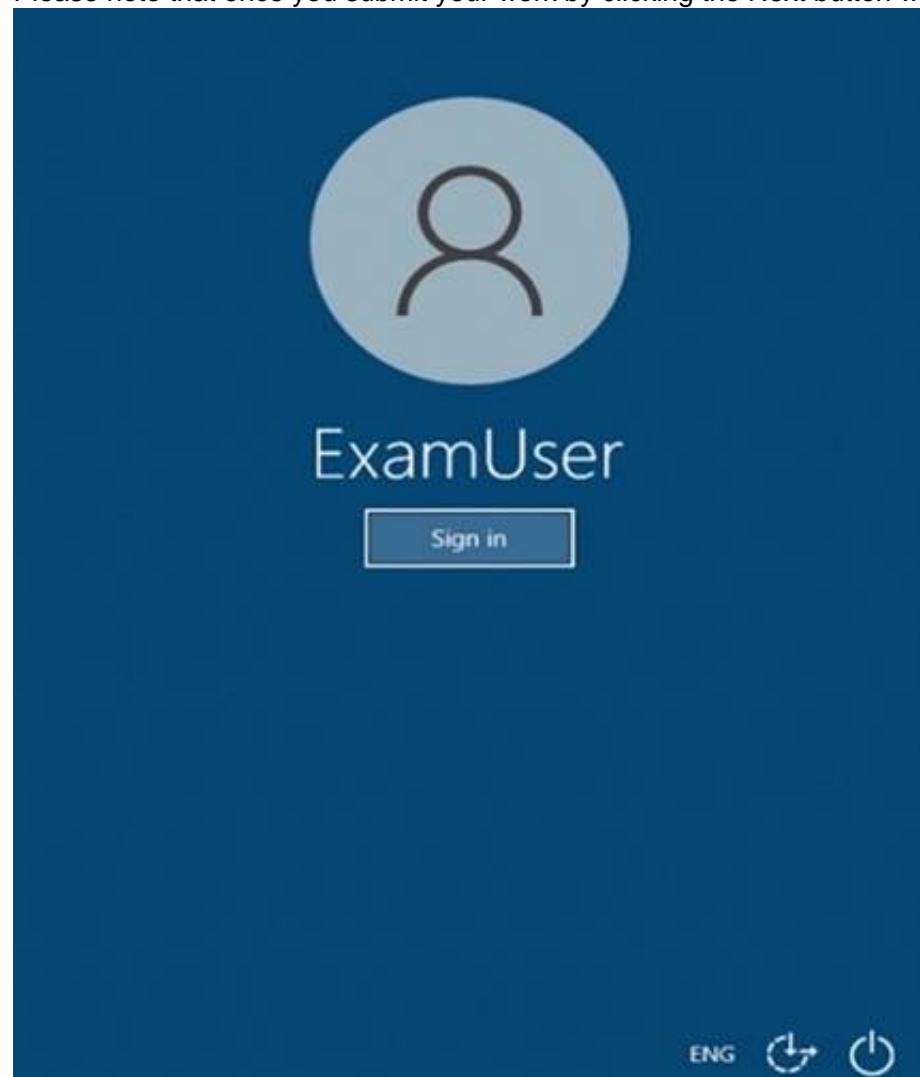 Please note that once you submit your work by clicking the Next button
ExamUser
Sign in
ENG